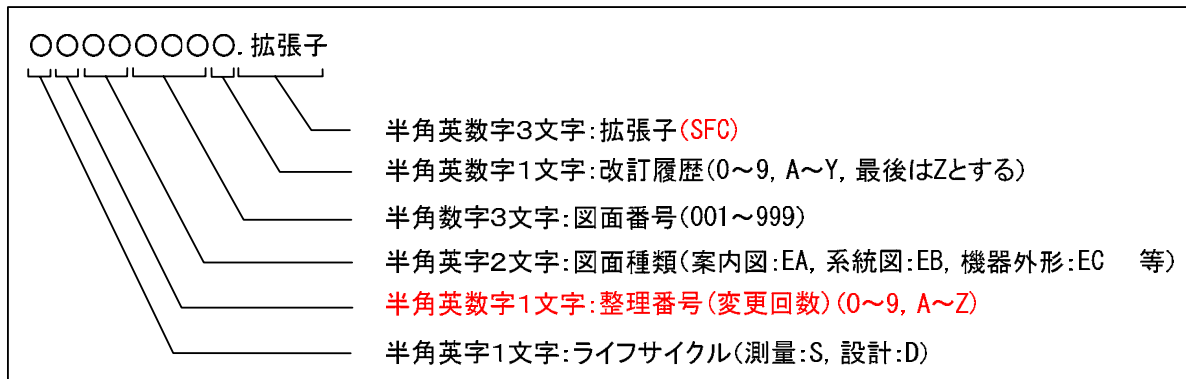 ○○○○○○○○.拡張子
半角英数字3文字:拡張子(SFC)
半角英数字1文字:改訂履歴(0～9, A～Y, 最後はZとする)
半角数字3文字:図面番号(001～999)
半角英字2文字:図面種類(案内図:EA, 系統図:EB, 機器外形:EC　等)
半角英数字1文字:整理番号(変更回数)(0～9, A～Z)
半角英字1文字:ライフサイクル(測量:S, 設計:D)